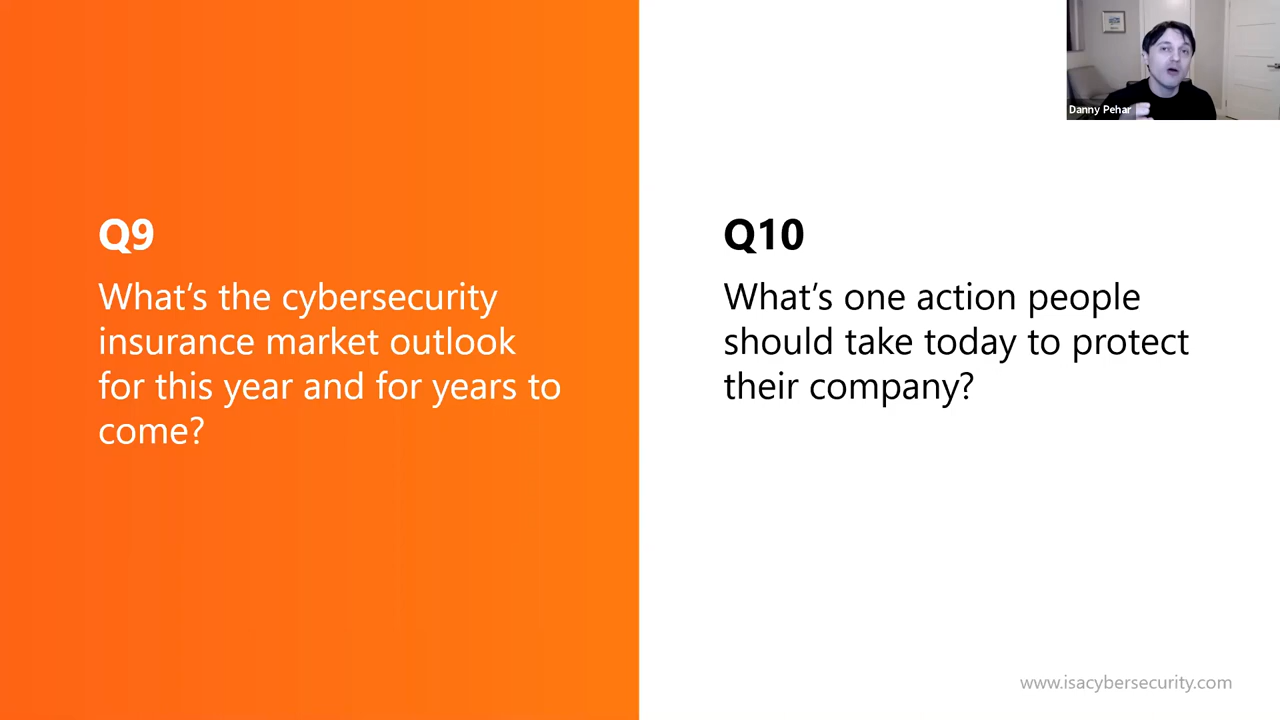 Danny Pehar
Q9
What's the cybersecurity
insurance market outlook
for this year and for years to
come?
Q10
What's one action people
should take today to protect
their company?
www.isacybersecurity.com